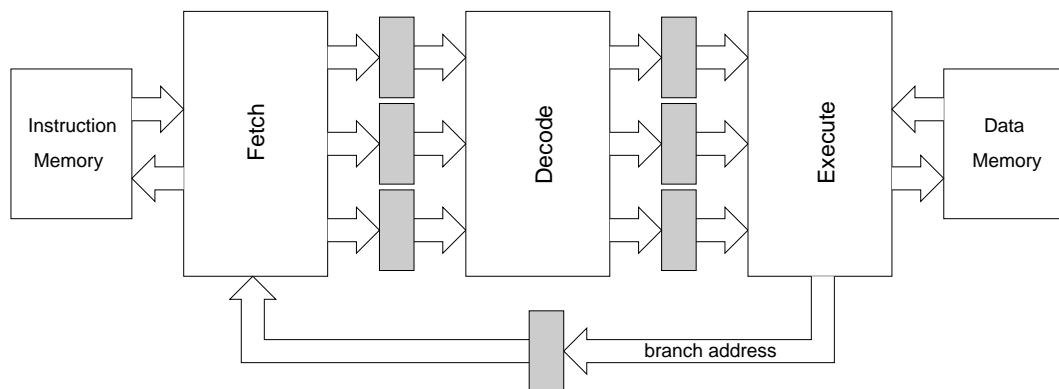 Instruction
Memory
Fetch
Decode
Execute
Data
Memory
branch address